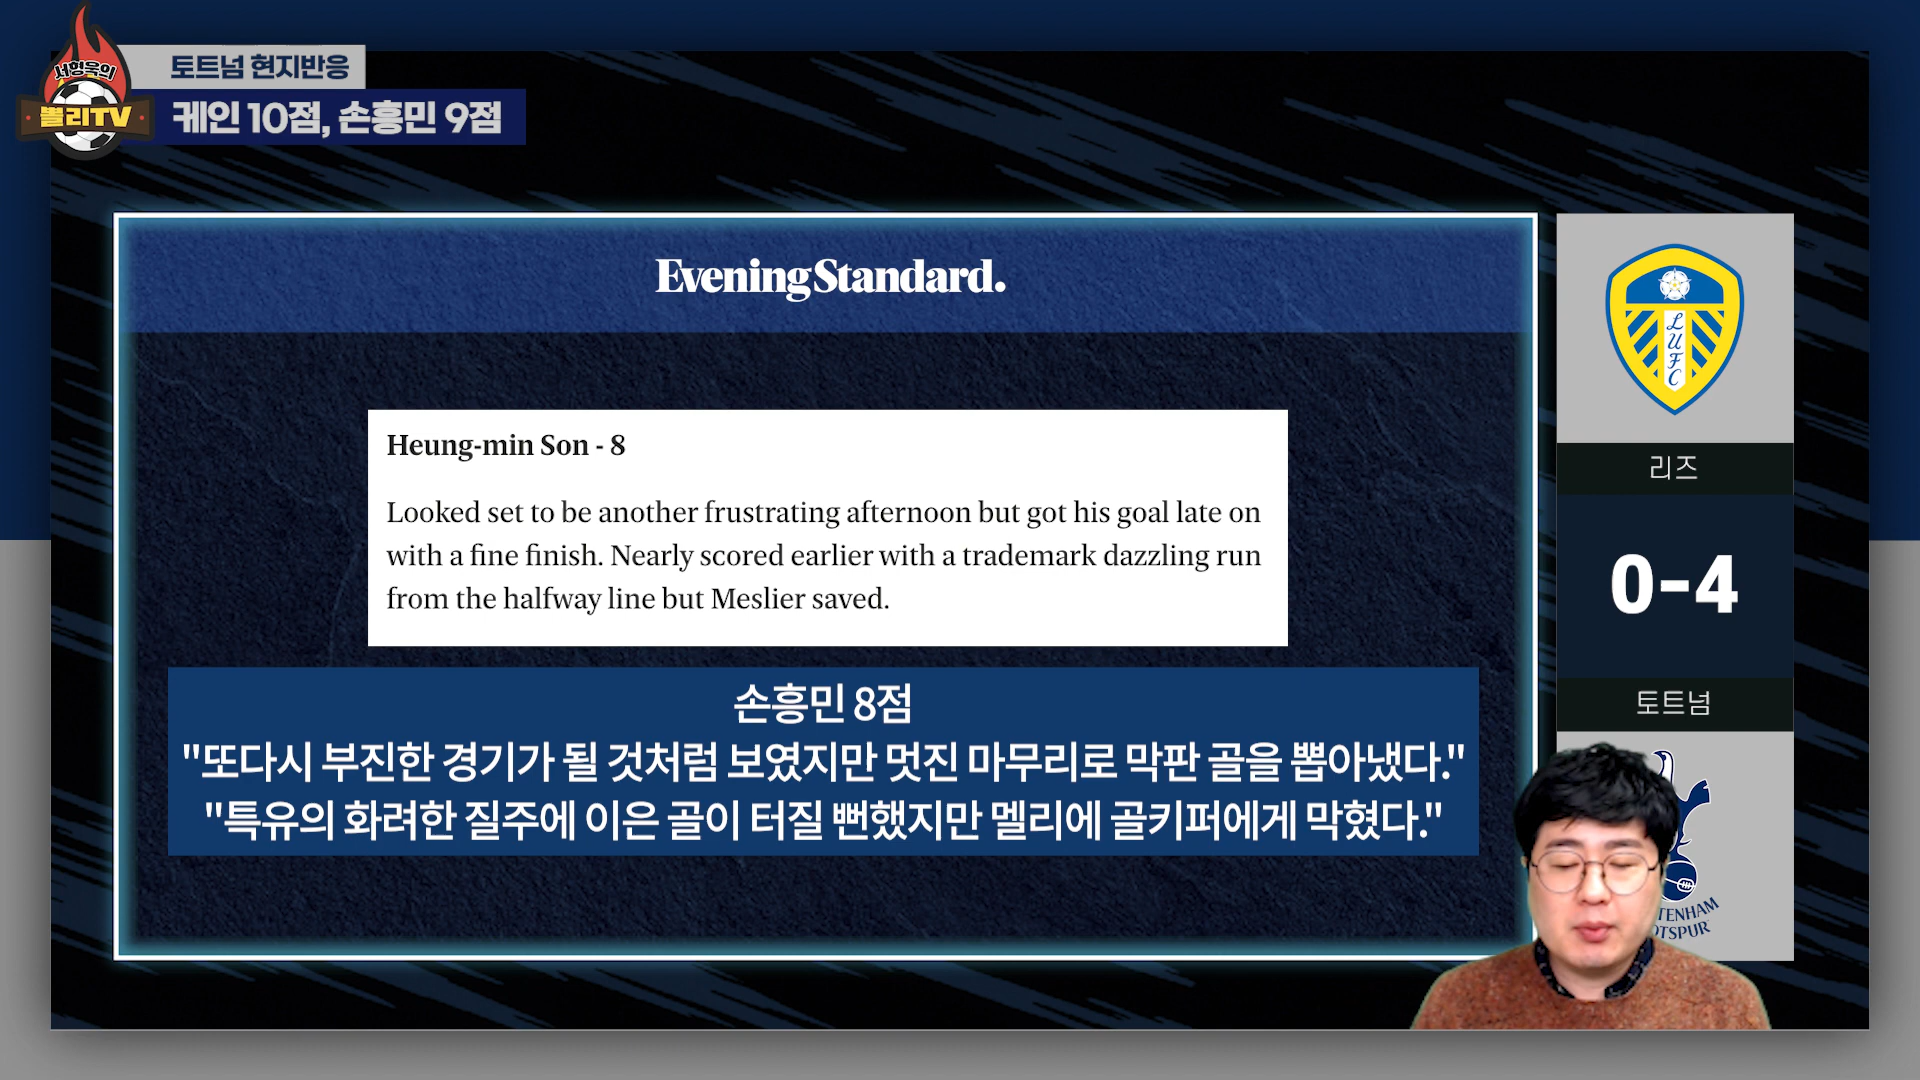 서형욱의
뽈리TV
토트넘 현지반응
케인 10점, 손흥민 9점
Evening Standard.
Heung-min Son - 8
Looked set to be another frustrating afternoon but got his goal late on
with a fine finish. Nearly scored earlier with a trademark dazzling run
from the halfway line but Meslier saved.
손흥민 8점
"또다시 부진한 경기가 될 것처럼 보였지만 멋진 마무리로 막판 골을 뽑아냈다."
"특유의 화려한 질주에 이은 골이 터질 뻔했지만 멜리에 골키퍼에게 막혔다."
LUFC
리즈
0-4
토트넘
TENHAM
OTSPUR